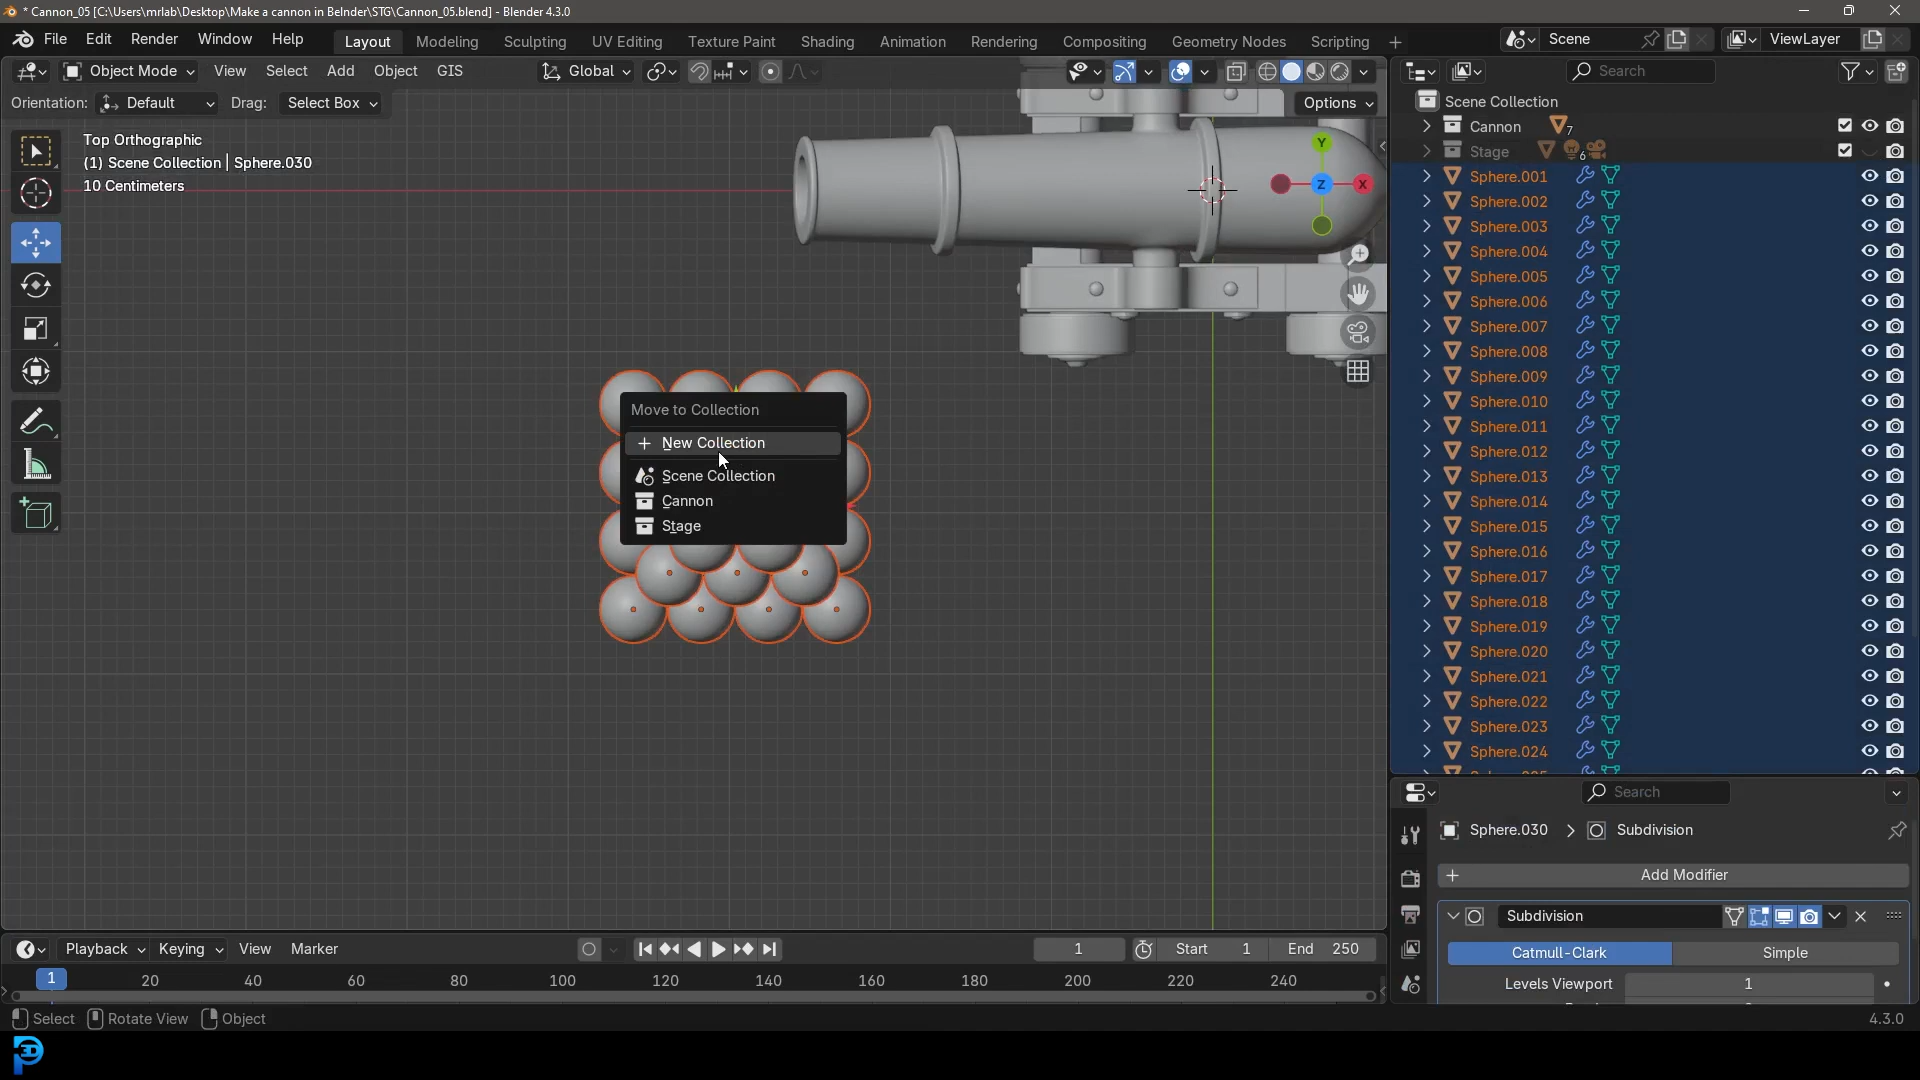 * Cannon_05 [C:\Users\mrlab\Desktop\Make a cannon in Belnder\STG\Cannon_05.blend] - Blender 4.3.0
File Edit Render Window Help Layout Modeling Sculpting UV Editing Texture Paint Shading Animation Rendering Compositing Geometry Nodes Scripting Scene ViewLayer
Object Mode View Select Add Object GIS Global Search
Orientation: Default Drag: Select Box Options
Top Orthographic
(1) Scene Collection | Sphere.030
10 Centimeters
Y
Z
X
Move to Collection
New Collection
Scene Collection
Cannon
Stage
Scene Collection
Cannon 7
Stage 6
Sphere.001
Sphere.002
Sphere.003
Sphere.004
Sphere.005
Sphere.006
Sphere.007
Sphere.008
Sphere.009
Sphere.010
Sphere.011
Sphere.012
Sphere.013
Sphere.014
Sphere.015
Sphere.016
Sphere.017
Sphere.018
Sphere.019
Sphere.020
Sphere.021
Sphere.022
Sphere.023
Sphere.024
Search
Sphere.030 Subdivision
Add Modifier
Subdivision
Catmull-Clark Simple
Levels Viewport 1
Playback Keying View Marker 1 Start 1 End 250
1 20 40 60 80 100 120 140 160 180 200 220 240
Select Rotate View Object 4.3.0